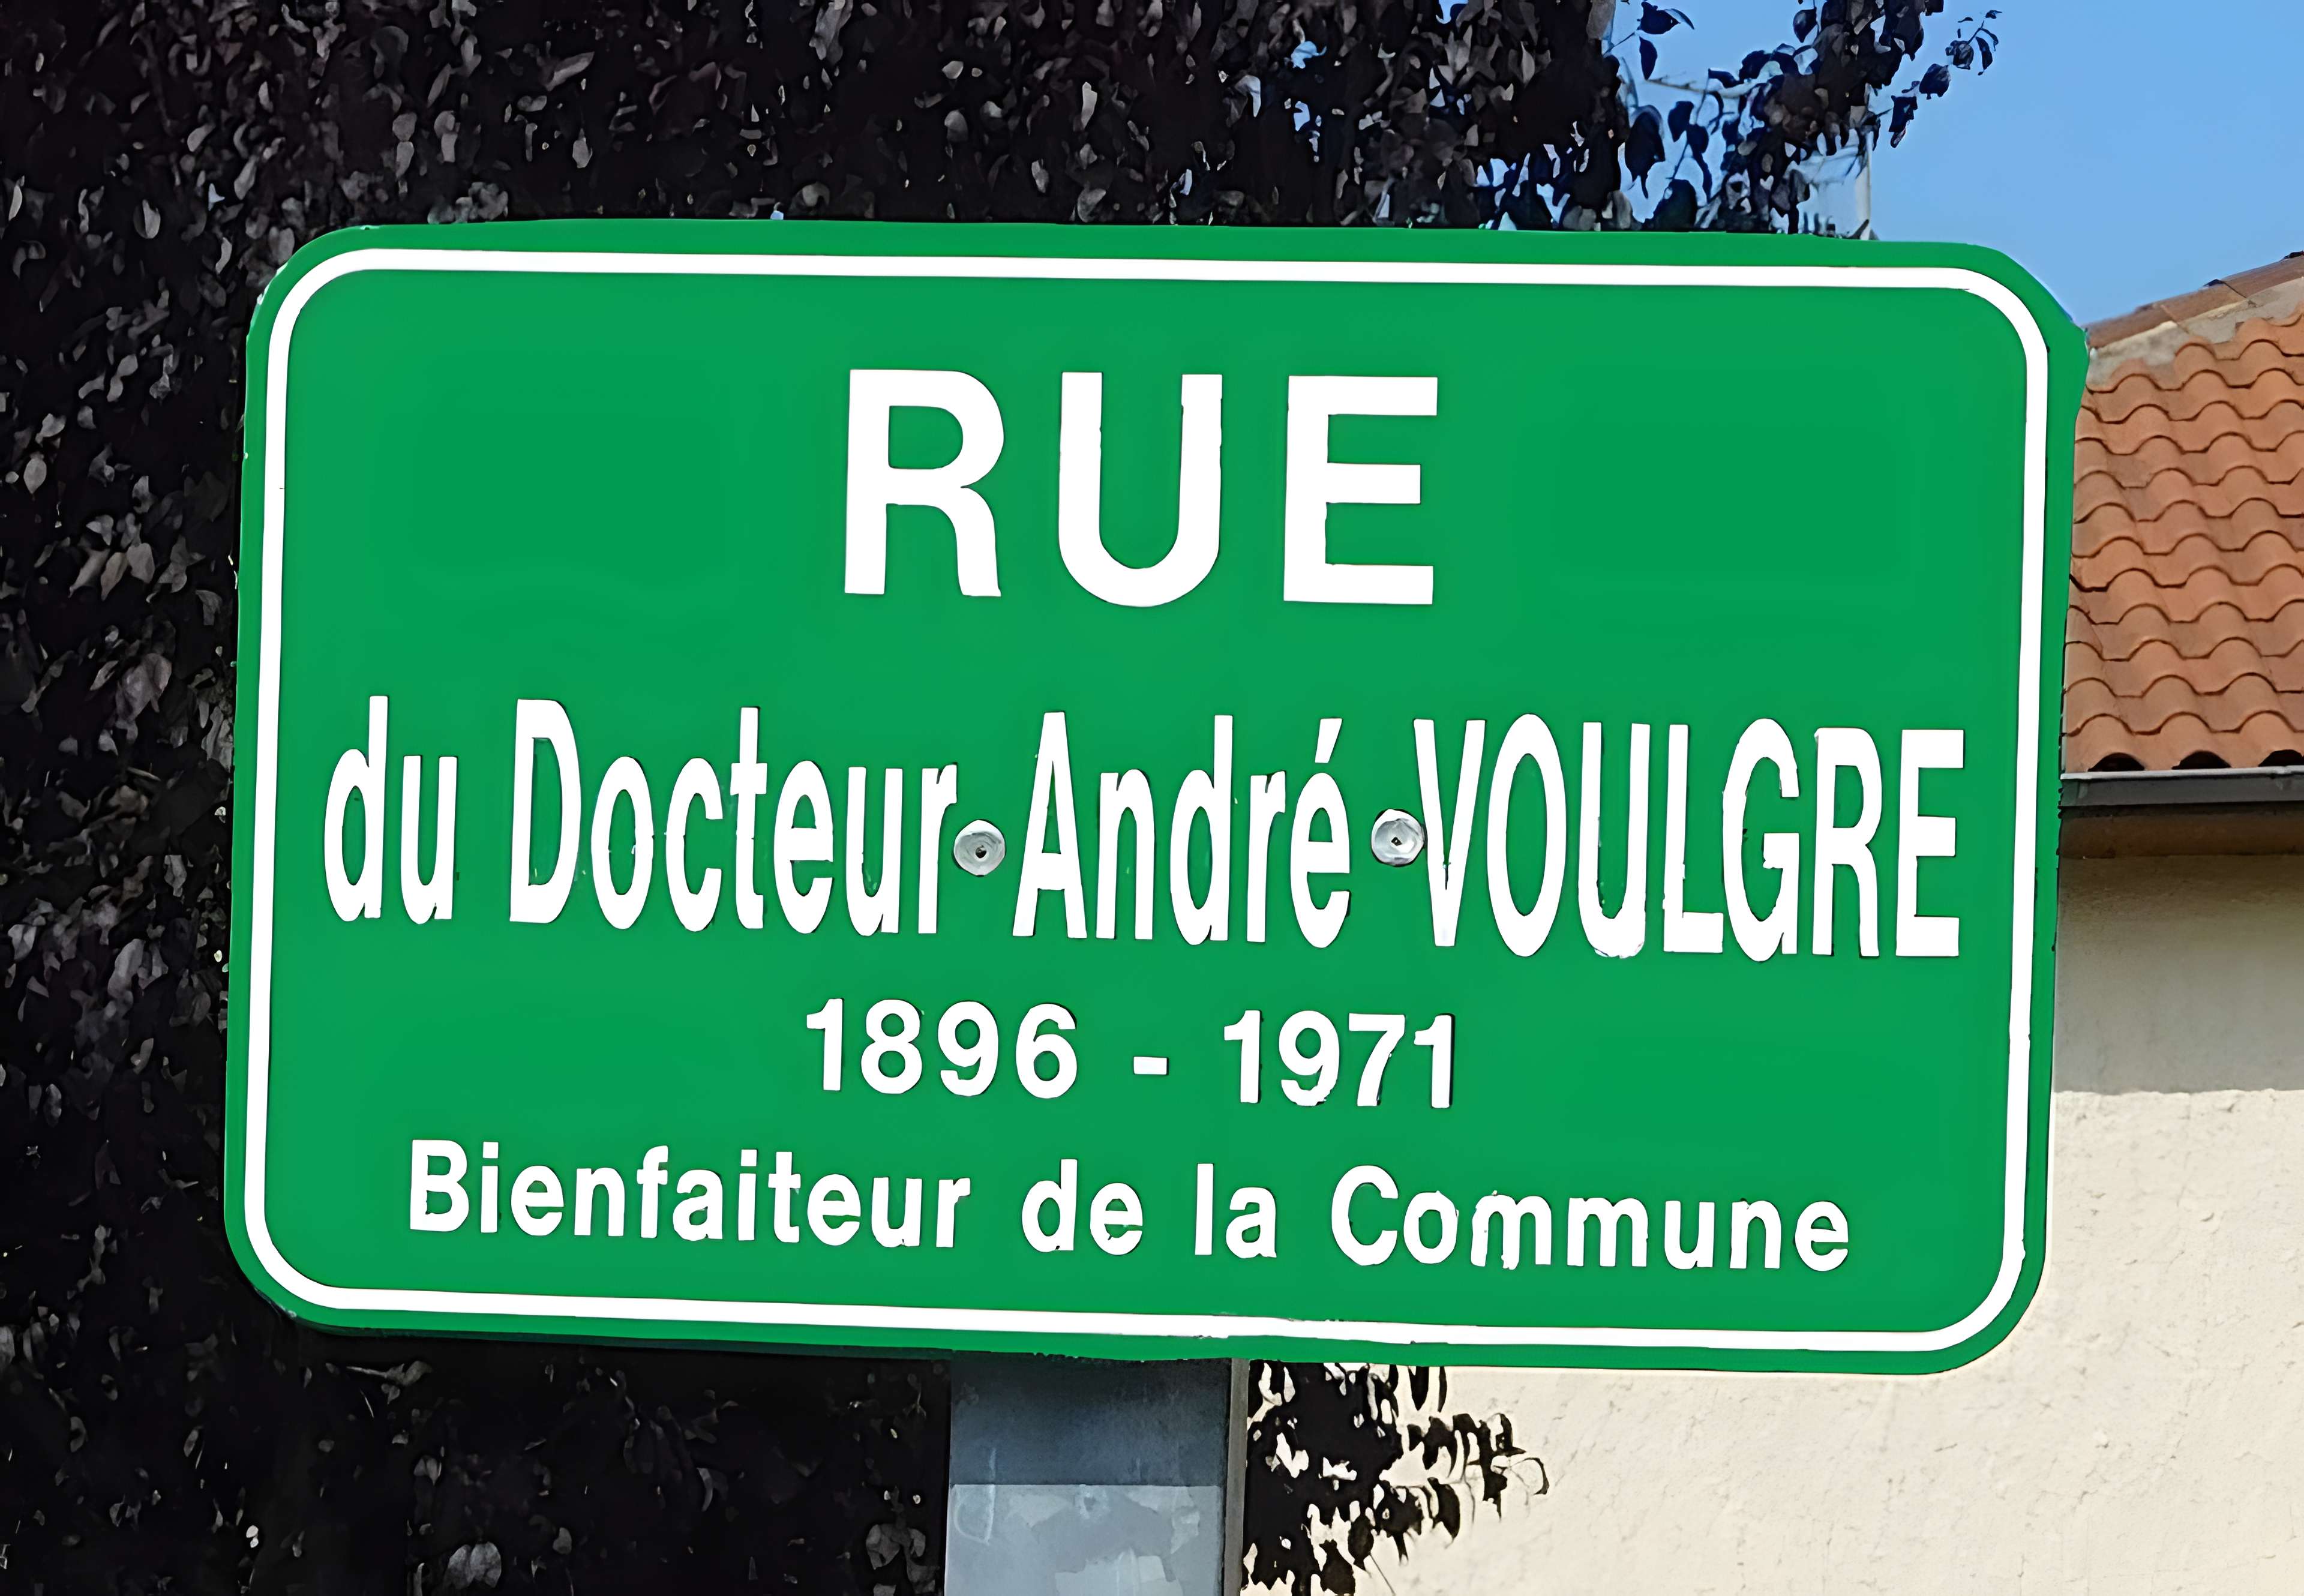 RUE
du Docteur André VOULGRE
1896 - 1971
Bienfaiteur de la Commune